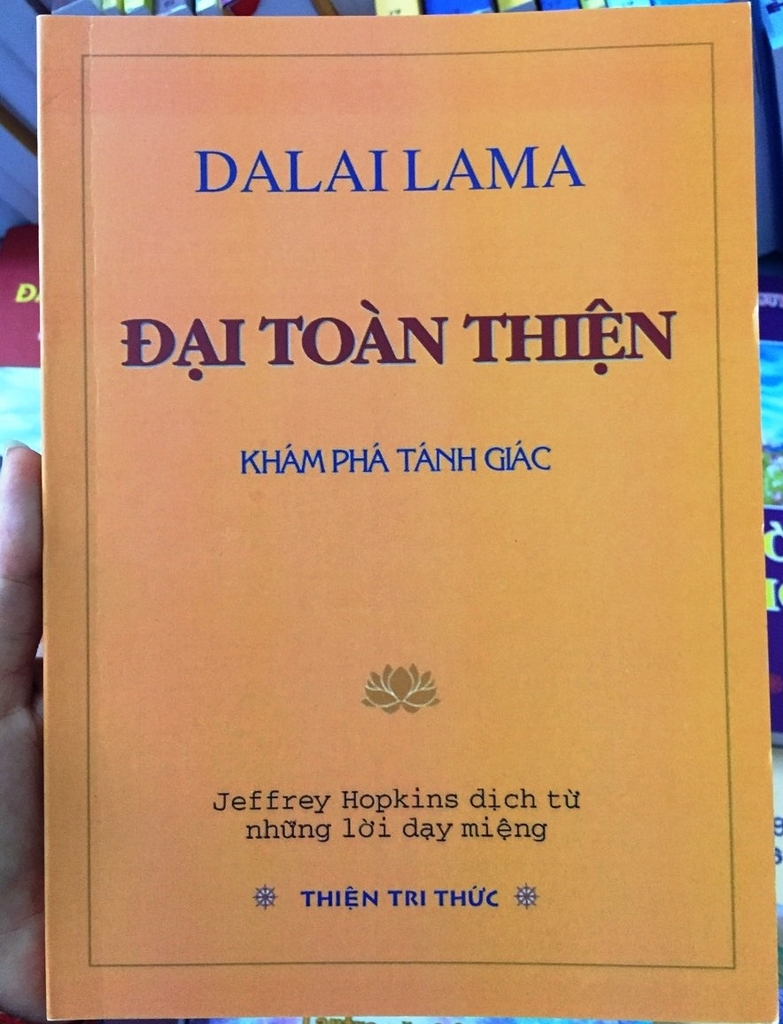 DALAI LAMA
ĐẠI TOÀN THIỆN
KHÁM PHÁ TÁNH GIÁC
Jeffrey Hopkins dịch từ
những lời dạy miệng
THIỆN TRI THỨC